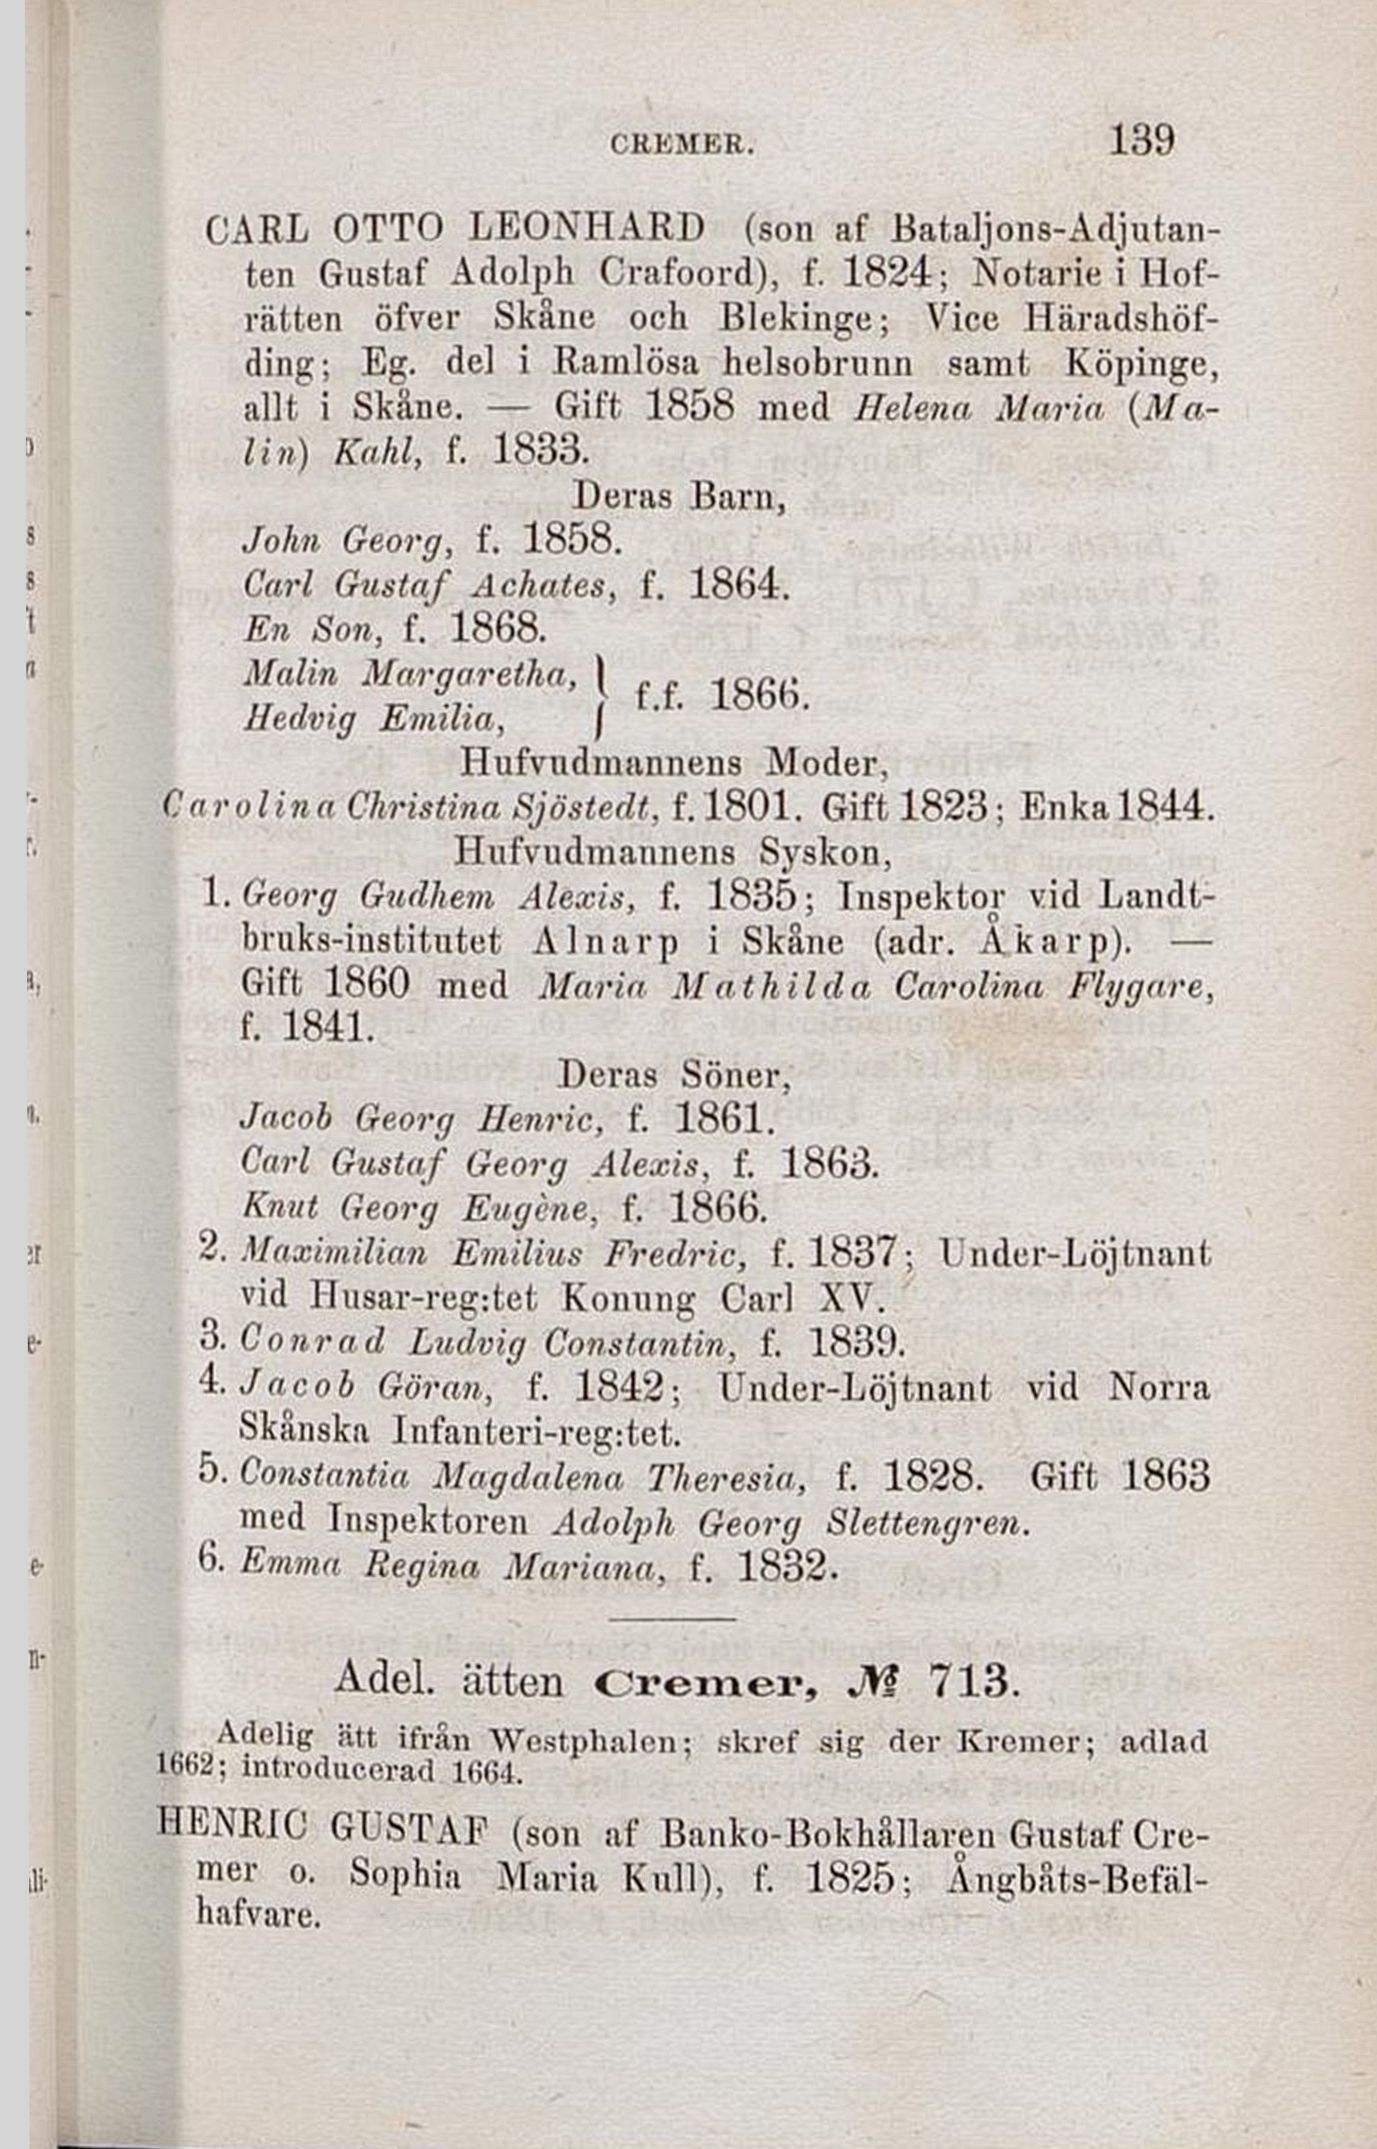 CREMER. 139
CARL OTTO LEONHARD (son af Bataljons-Adjutan-
ten Gustaf Adolph Crafoord), f. 1824; Notarie i Hof-
rätten öfver Skåne och Blekinge; Vice Häradshöf-
ding; Eg. del i Ramlösa helsobrunn samt Köpinge,
allt i Skåne. — Gift 1858 med Helena Maria (Ma-
lin) Kahl, f. 1833.
Deras Barn,
John Georg, f. 1858.
Carl Gustaf Achates, f. 1864.
En Son, f. 1868.
Malin Margaretha, } f.f. 1866.
Hedvig Emilia,
Hufvudmannens Moder,
Carolina Christina Sjöstedt, f. 1801. Gift 1823; Enka 1844.
Hufvudmannens Syskon,
1. Georg Gudhem Alexis, f. 1835; Inspektor vid Landt-
bruks-institutet Alnarp i Skåne (adr. Åkarp). —
Gift 1860 med Maria Mathilda Carolina Flygare,
f. 1841.
Deras Söner,
Jacob Georg Henric, f. 1861.
Carl Gustaf Georg Alexis, f. 1863.
Knut Georg Eugène, f. 1866.
2. Maximilian Emilius Fredric, f. 1837; Under-Löjtnant
vid Husar-reg:tet Konung Carl XV.
3. Conrad Ludvig Constantin, f. 1839.
4. Jacob Göran, f. 1842; Under-Löjtnant vid Norra
Skånska Infanteri-reg:tet.
5. Constantia Magdalena Theresia, f. 1828. Gift 1863
med Inspektoren Adolph Georg Slettengren.
6. Emma Regina Mariana, f. 1832.
Adel. ätten Cremer, № 713.
Adelig ätt ifrån Westphalen; skref sig der Kremer; adlad
1662; introducerad 1664.
HENRIC GUSTAF (son af Banko-Bokhållaren Gustaf Cre-
mer o. Sophia Maria Kull), f. 1825; Ångbåts-Befäl-
hafvare.